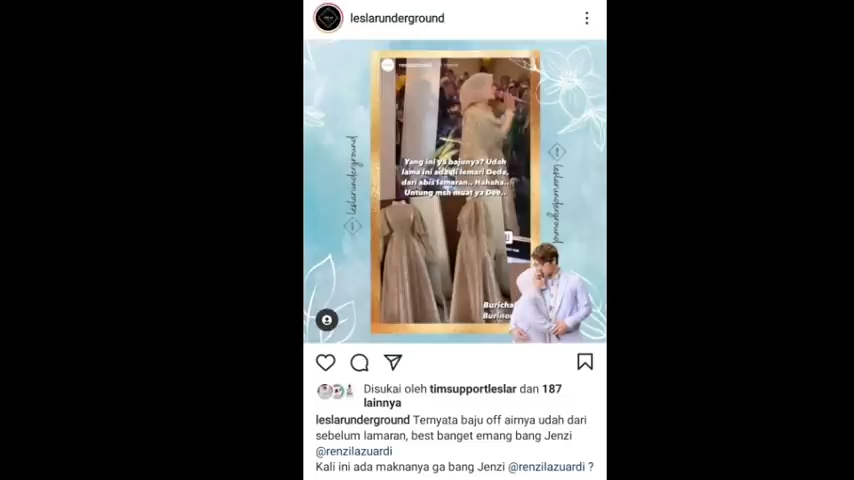 leslarunderground
Yang ini ya bajunya? Udah
lama ini ada di lemari Dede,
dari abis lamaran.. Hahaha..
Untung msh muat ya Dee..
leslarunderground
leslarunderground
Disukai oleh timsupportleslar dan 187
lainnya
leslarunderground Ternyata baju off airnya udah dari
sebelum lamaran, best banget emang bang Jenzi
@renzilazuardi
Kali ini ada maknanya ga bang Jenzi @renzilazuardi ?